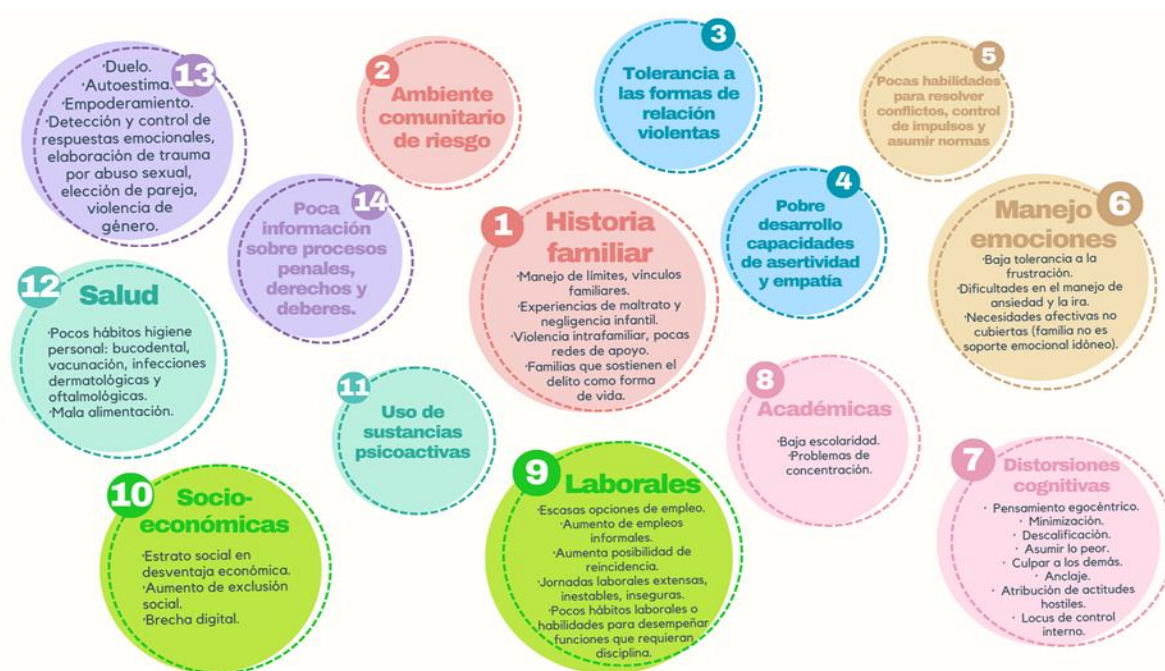 1
Historia
familiar
·Manejo de límites, vínculos
familiares.
·Experiencias de maltrato y
negligencia infantil.
·Violencia intrafamiliar, pocas
redes de apoyo.
·Familias que sostienen el
delito como forma
de vida.
2
Ambiente
comunitario
de riesgo
3
Tolerancia a
las formas de
relación
violentas
4
Pobre
desarrollo
capacidades
de asertividad
y empatía
5
Pocas habilidades
para resolver
conflictos, control
de impulsos y
asumir normas
6
Manejo
emociones
·Baja tolerancia a la
frustración.
·Dificultades en el manejo de
ansiedad y la ira.
·Necesidades afectivas no
cubiertas (familia no es
soporte emocional idóneo).
7
Distorsiones
cognitivas
· Pensamiento egocéntrico.
· Minimización.
· Descalificación.
· Asumir lo peor.
· Culpar a los demás.
· Anclaje.
· Atribución de actitudes
hostiles.
· Locus de control
interno.
8
Académicas
·Baja escolaridad.
·Problemas de
concentración.
9
Laborales
·Escasas opciones de empleo.
·Aumento de empleos
informales.
·Aumenta posibilidad de
reincidencia.
·Jornadas laborales extensas,
inestables, inseguras.
·Pocos hábitos laborales o
habilidades para desempeñar
funciones que requieran
disciplina.
10
Socio-
económicas
·Estrato social en
desventaja económica.
·Aumento de exclusión
social.
·Brecha digital.
11
Uso de
sustancias
psicoactivas
12
Salud
·Pocos hábitos higiene
personal: bucodental,
vacunación, infecciones
dermatológicas y
oftalmológicas.
·Mala alimentación.
13
·Duelo.
·Autoestima.
·Empoderamiento.
·Detección y control de
respuestas emocionales,
elaboración de trauma
por abuso sexual,
elección de pareja,
violencia de
género.
14
Poca
información
sobre procesos
penales,
derechos y
deberes.